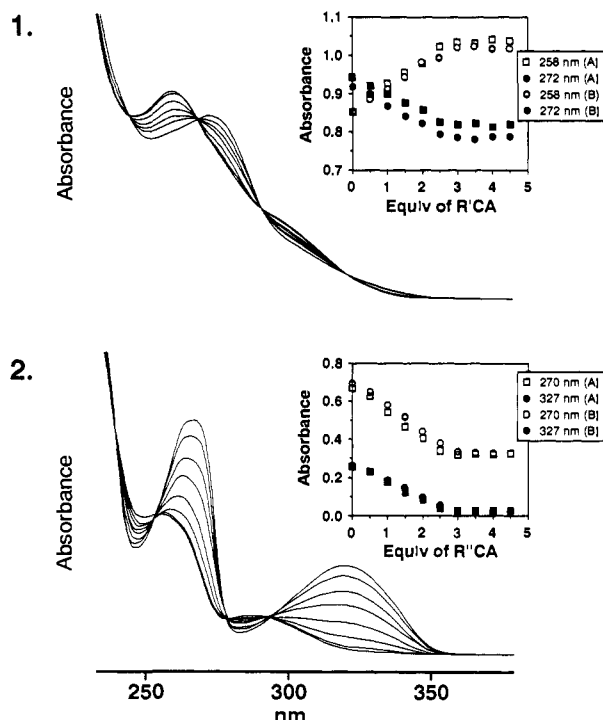 1.
Absorbance
Absorbance
1.1
1.0
0.9
0.8
0.7
0 1 2 3 4 5
Equiv of R'CA
258 nm (A)
272 nm (A)
258 nm (B)
272 nm (B)
2.
Absorbance
Absorbance
0.8
0.6
0.4
0.2
0.0
0 1 2 3 4 5
Equiv of R''CA
270 nm (A)
327 nm (A)
270 nm (B)
327 nm (B)
250 300 350
nm